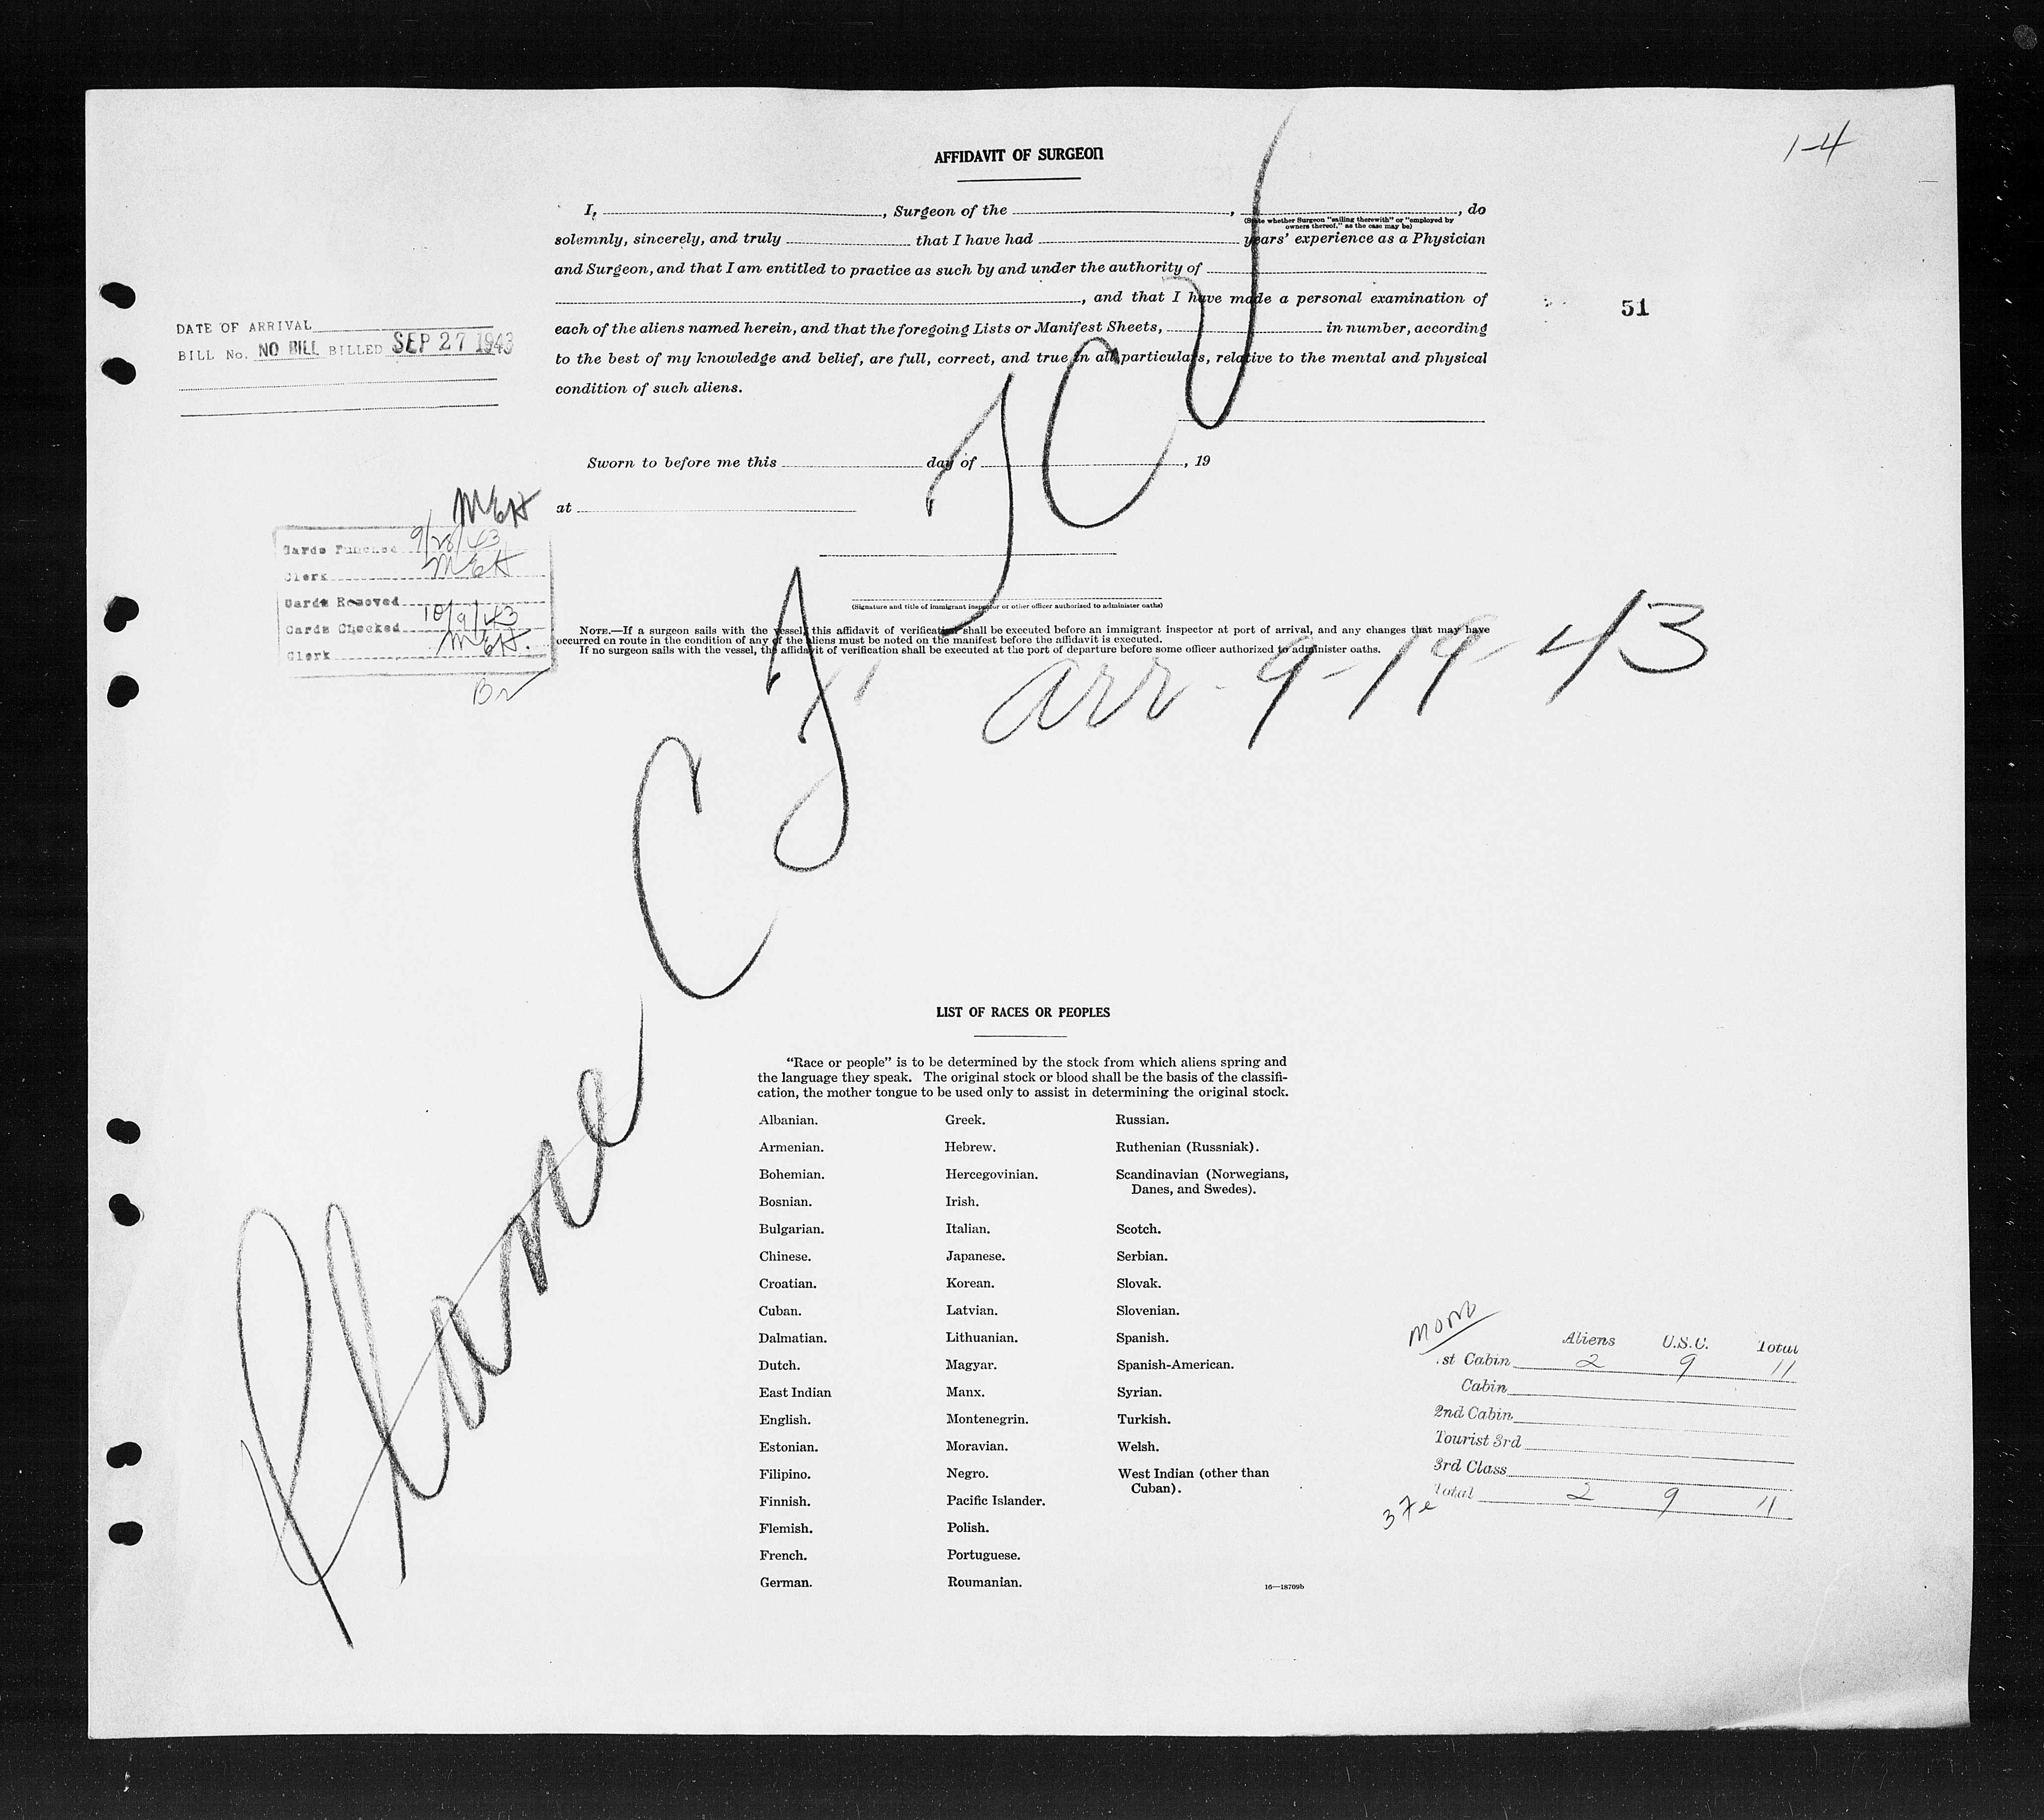 1-4
AFFIDAVIT OF SURGEON
I, , Surgeon of the , , do
(State whether Surgeon "sailing therewith" or "employed by
owners thereof," as the case may be)
solemnly, sincerely, and truly that I have had years' experience as a Physician
and Surgeon, and that I am entitled to practice as such by and under the authority of
, and that I have made a personal examination of
51
each of the aliens named herein, and that the foregoing Lists or Manifest Sheets, in number, according
to the best of my knowledge and belief, are full, correct, and true in all particulars, relative to the mental and physical
condition of such aliens.
DATE OF ARRIVAL
BILL No. NO BILL BILLED SEP 27 1943
Sworn to before me this day of , 19
at
MEH
Cards Punched 9/28/43
Clerk MEH
Cards Removed
Cards Checked 10/9/43
Clerk MEH.
(Signature and title of immigrant inspector or other officer authorized to administer oaths)
NOTE.—If a surgeon sails with the vessel, this affidavit of verification shall be executed before an immigrant inspector at port of arrival, and any changes that may have
occurred en route in the condition of any of the aliens must be noted on the manifest before the affidavit is executed.
If no surgeon sails with the vessel, the affidavit of verification shall be executed at the port of departure before some officer authorized to administer oaths.
arr 9-19-43
Plane
LIST OF RACES OR PEOPLES
"Race or people" is to be determined by the stock from which aliens spring and
the language they speak. The original stock or blood shall be the basis of the classifi-
cation, the mother tongue to be used only to assist in determining the original stock.
Albanian.
Armenian.
Bohemian.
Bosnian.
Bulgarian.
Chinese.
Croatian.
Cuban.
Dalmatian.
Dutch.
East Indian
English.
Estonian.
Filipino.
Finnish.
Flemish.
French.
German.
Greek.
Hebrew.
Hercegovinian.
Irish.
Italian.
Japanese.
Korean.
Latvian.
Lithuanian.
Magyar.
Manx.
Montenegrin.
Moravian.
Negro.
Pacific Islander.
Polish.
Portuguese.
Roumanian.
Russian.
Ruthenian (Russniak).
Scandinavian (Norwegians,
Danes, and Swedes).
Scotch.
Serbian.
Slovak.
Slovenian.
Spanish.
Spanish-American.
Syrian.
Turkish.
Welsh.
West Indian (other than
Cuban).
16—18709b
Aliens U.S.C. Total
st Cabin 2 9 11
Cabin
2nd Cabin
Tourist 3rd
3rd Class
Total 2 9 11